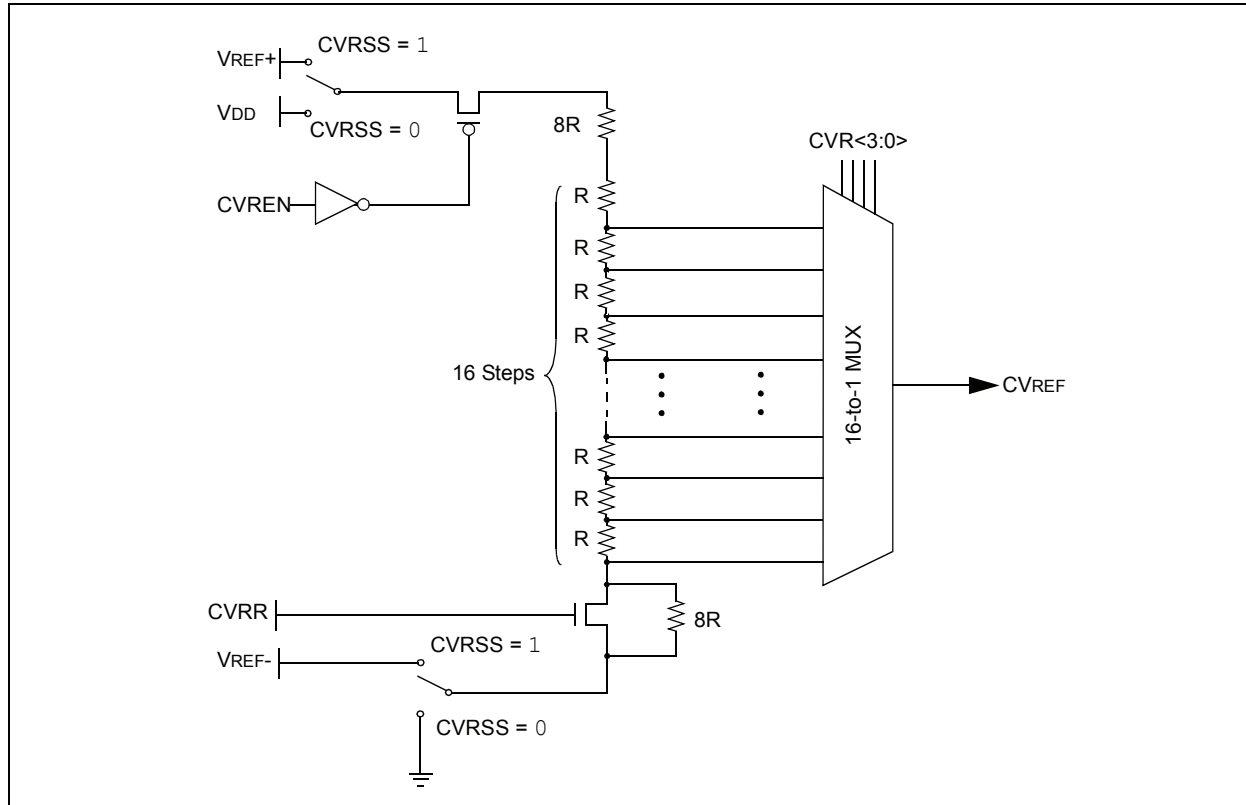 CVRSS = 1
VREF+
VDD
CVRSS = 0
8R
CVREN
CVR<3:0>
R
R
R
R
16 Steps
16-to-1 MUX
CVREF
R
R
R
CVRR
8R
CVRSS = 1
VREF-
CVRSS = 0